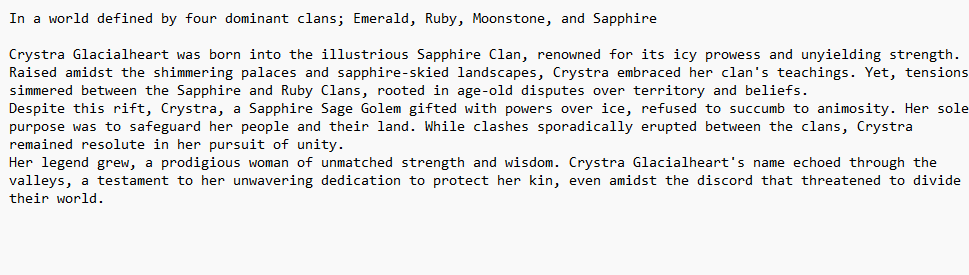 In a world defined by four dominant clans; Emerald, Ruby, Moonstone, and Sapphire
Crystra Glacialheart was born into the illustrious Sapphire Clan, renowned for its icy prowess and unyielding strength.
Raised amidst the shimmering palaces and sapphire-skied landscapes, Crystra embraced her clan's teachings. Yet, tensions
simmered between the Sapphire and Ruby Clans, rooted in age-old disputes over territory and beliefs.
Despite this rift, Crystra, a Sapphire Sage Golem gifted with powers over ice, refused to succumb to animosity. Her sole
purpose was to safeguard her people and their land. While clashes sporadically erupted between the clans, Crystra
remained resolute in her pursuit of unity.
Her legend grew, a prodigious woman of unmatched strength and wisdom. Crystra Glacialheart's name echoed through the
valleys, a testament to her unwavering dedication to protect her kin, even amidst the discord that threatened to divide
their world.